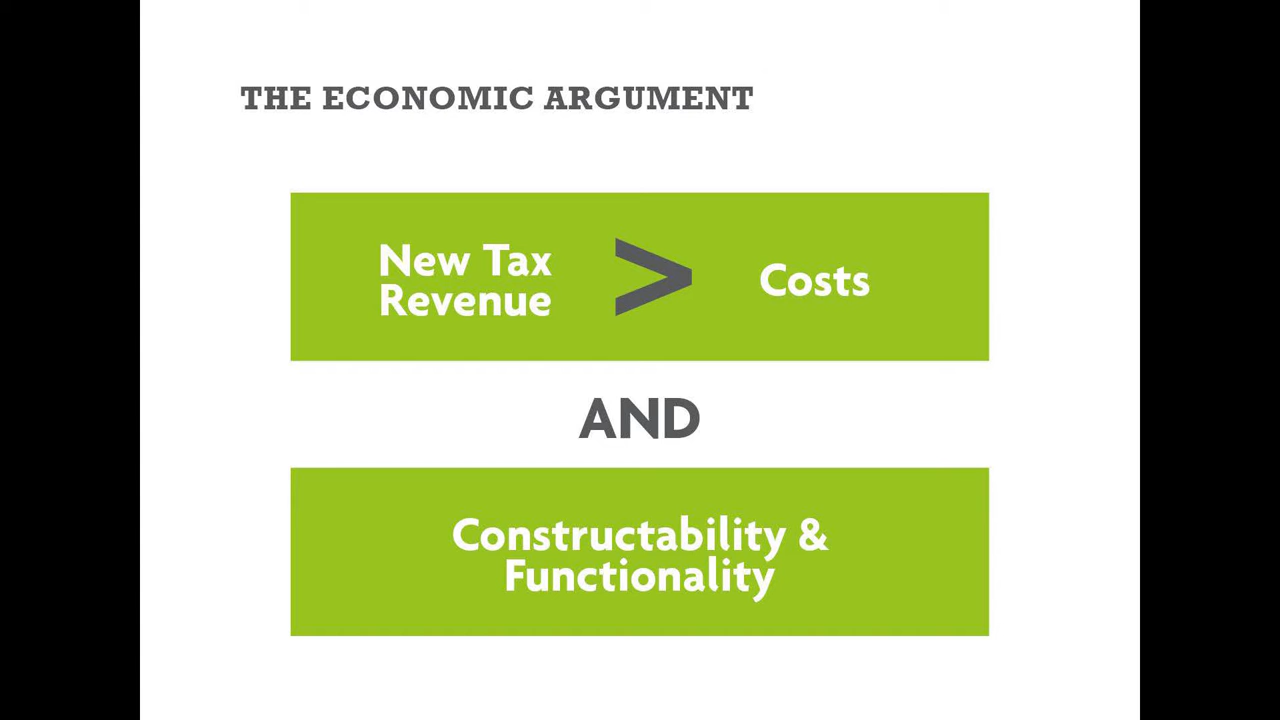 THE ECONOMIC ARGUMENT
New Tax
Revenue
>
Costs
AND
Constructability &
Functionality